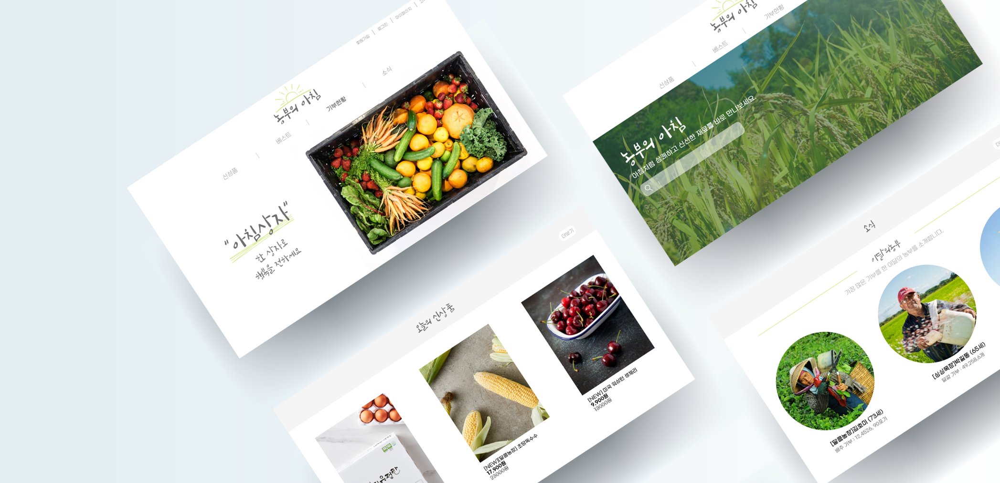 회원가입 | 로그인 | 마이페이지 |
농부의 아침
신상품 | 베스트 | 기부현황 | 소식
"아침상자"
한 상자로
행복을 전하세요
오늘의 신상품
더보기
[NEW][달콤농장] 초당옥수수
17,900원
23000원
[NEW] 미국 워싱턴 생체리
9,900원
13000원
유정란
농부의 아침
신상품 | 베스트 | 기부현황
농부의 아침
아침처럼 상쾌하고 신선한 재료를 바로 만나보세요.
소식
이달의농부
가장 많은 기부를 한 이달의 농부를 소개합니다.
[달콤농장]김호미 (73세)
배추 기부 : 12,4526,90포기
[싱싱목장]박길동 (65세)
달걀 기부 : 49,258,6개